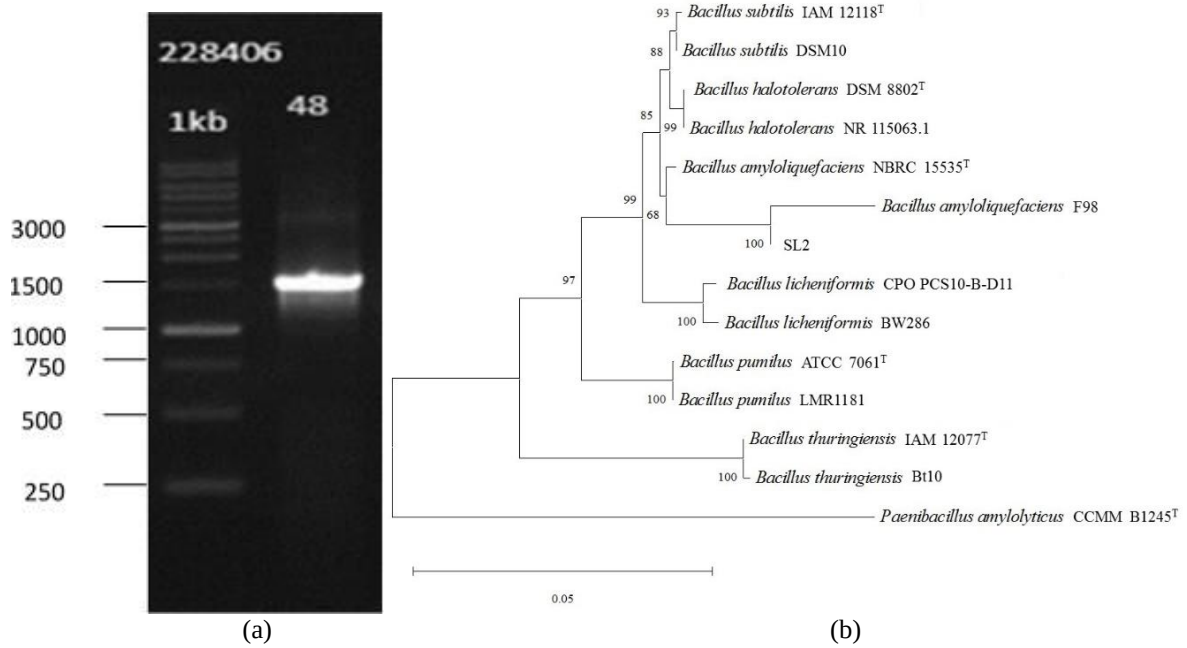 228406
48
1kb
3000
1500
1000
750
500
250
(a)
93
Bacillus subtilis IAM 12118ᵀ
88
Bacillus subtilis DSM10
Bacillus halotolerans DSM 8802ᵀ
85
99
Bacillus halotolerans NR 115063.1
Bacillus amyloliquefaciens NBRC 15535ᵀ
99
68
Bacillus amyloliquefaciens F98
100
SL2
97
Bacillus licheniformis CPO PCS10-B-D11
100
Bacillus licheniformis BW286
Bacillus pumilus ATCC 7061ᵀ
100
Bacillus pumilus LMR1181
Bacillus thuringiensis IAM 12077ᵀ
100
Bacillus thuringiensis Bt10
Paenibacillus amylolyticus CCMM B1245ᵀ
0.05
(b)